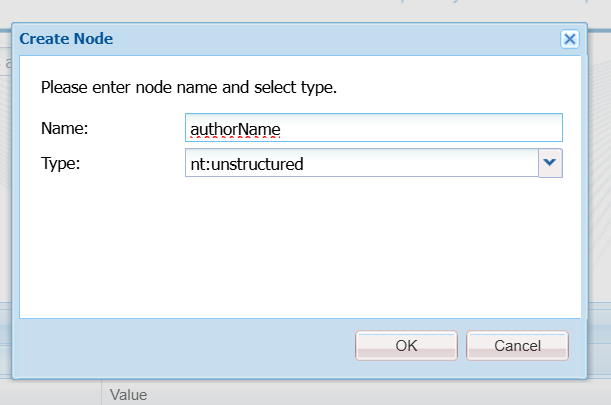 Create Node
Please enter node name and select type.
Name:
authorName
Type:
nt:unstructured
OK
Cancel
Value